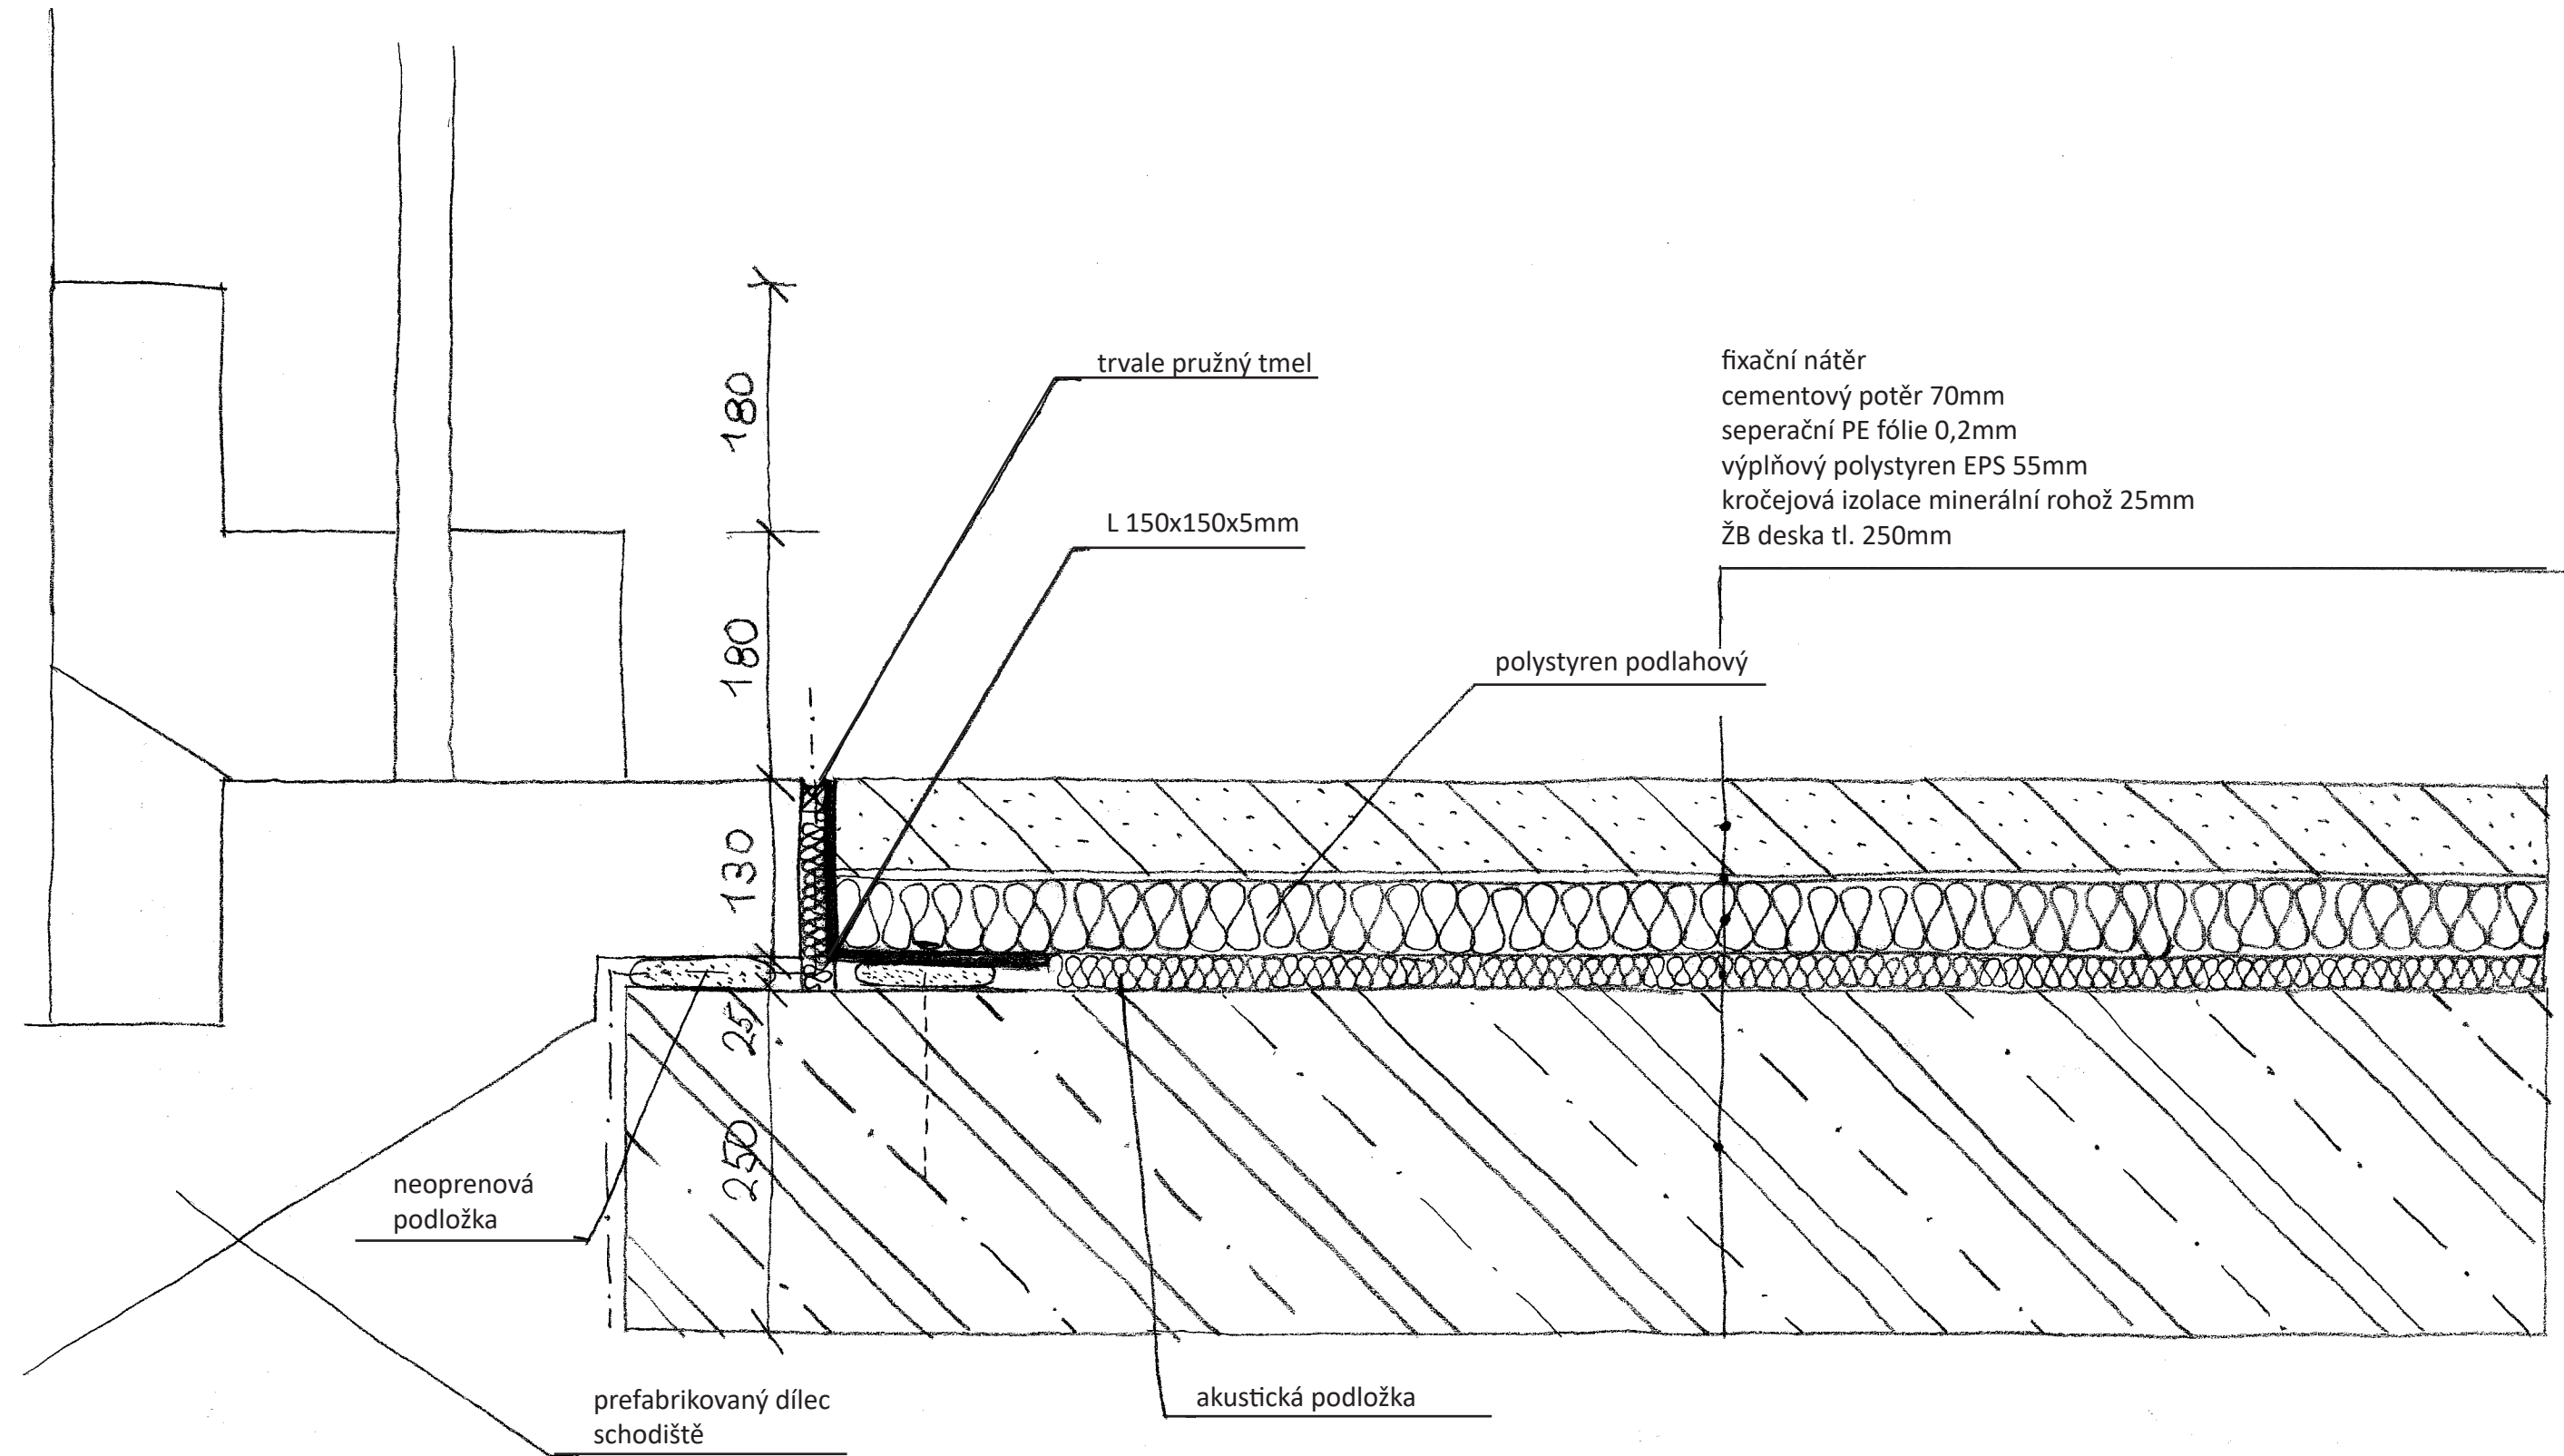 trvale pružný tmel
L 150x150x5mm
fixační nátěr
cementový potěr 70mm
seperační PE fólie 0,2mm
výplňový polystyren EPS 55mm
kročejová izolace minerální rohož 25mm
ŽB deska tl. 250mm
polystyren podlahový
180
180
130
25
250
neoprenová
podložka
prefabrikovaný dílec
schodiště
akustická podložka